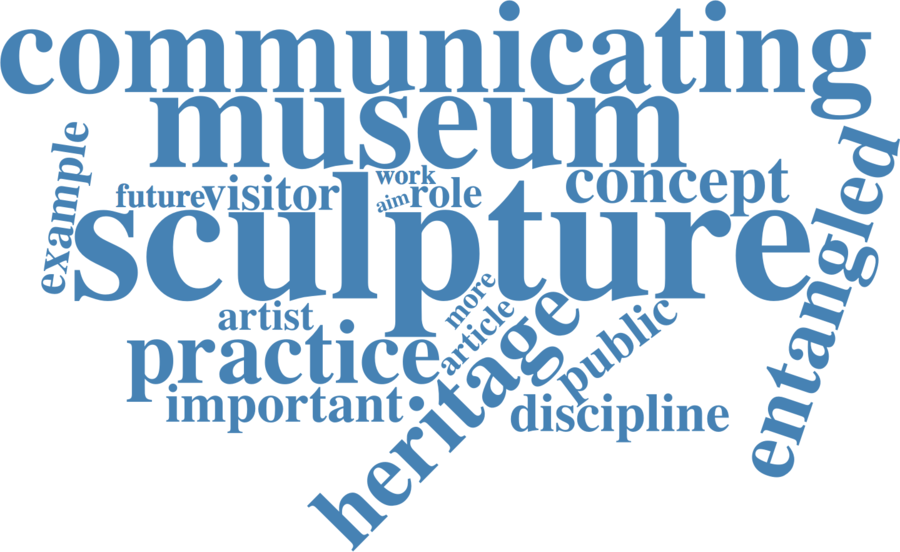 communicating
museum
example
work
concept
future
visitor
aim
role
sculpture
entangled
more
artist
article
heritage
public
practice
important
discipline